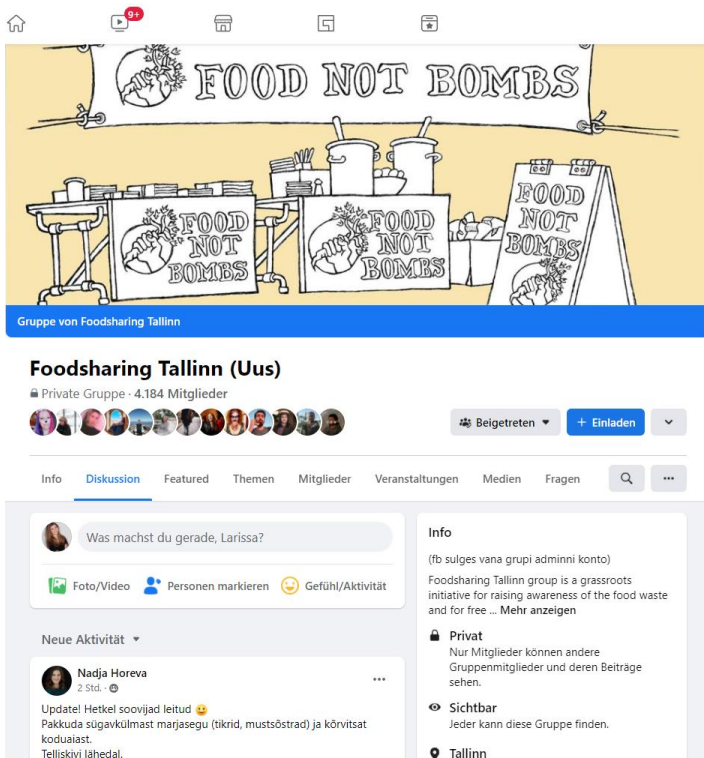 9+
FOOD NOT BOMBS
FOOD
NOT
BOMBS
FOOD
NOT
BOMBS
FOOD
NOT
BOMBS
Gruppe von Foodsharing Tallinn
Foodsharing Tallinn (Uus)
Private Gruppe · 4.184 Mitglieder
Beigetreten
+ Einladen
Info Diskussion Featured Themen Mitglieder Veranstaltungen Medien Fragen
Was machst du gerade, Larissa?
Foto/Video Personen markieren Gefühl/Aktivität
Neue Aktivität
Nadja Horeva
2 Std. ·
Update! Hetkel soovijad leitud
Pakkuda sügavkülmast marjasegu (tikrid, mustsõstrad) ja kõrvitsat
koduaiast.
Telliskivi lähedal.
Info
(fb sulges vana grupi adminni konto)
Foodsharing Tallinn group is a grassroots
initiative for raising awareness of the food waste
and for free ... Mehr anzeigen
Privat
Nur Mitglieder können andere
Gruppenmitglieder und deren Beiträge
sehen.
Sichtbar
Jeder kann diese Gruppe finden.
Tallinn